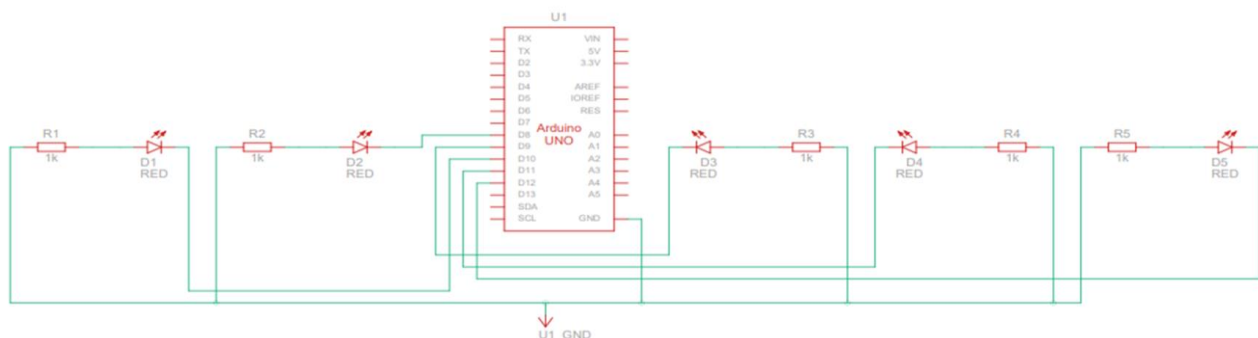 U1
RX VIN
TX 5V
D2 3.3V
D3
D4 AREF
D5 IOREF
D6 RES
D7
Arduino
UNO
D8 A0
D9 A1
D10 A2
D11 A3
D12 A4
D13 A5
SDA
SCL GND
R1
1k
D1
RED
R2
1k
D2
RED
D3
RED
R3
1k
D4
RED
R4
1k
R5
1k
D5
RED
U1_GND